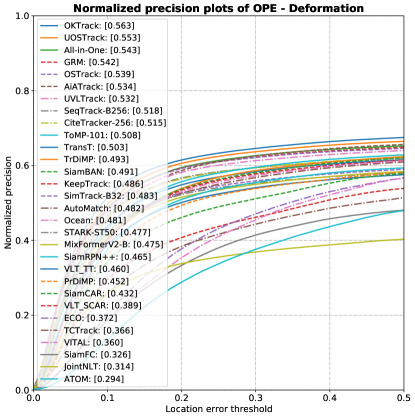 Normalized precision plots of OPE - Deformation
Normalized precision
1.0
0.8
0.6
0.4
0.2
0.0
OKTrack: [0.563]
UOSTrack: [0.553]
All-in-One: [0.543]
GRM: [0.542]
OSTrack: [0.539]
AiATrack: [0.534]
UVLTrack: [0.532]
SeqTrack-B256: [0.518]
CiteTracker-256: [0.515]
ToMP-101: [0.508]
TransT: [0.503]
TrDiMP: [0.493]
SiamBAN: [0.491]
KeepTrack: [0.486]
SimTrack-B32: [0.483]
AutoMatch: [0.482]
Ocean: [0.481]
STARK-ST50: [0.477]
MixFormerV2-B: [0.475]
SiamRPN++: [0.465]
VLT_TT: [0.460]
PrDiMP: [0.452]
SiamCAR: [0.432]
VLT_SCAR: [0.389]
ECO: [0.372]
TCTrack: [0.366]
VITAL: [0.360]
SiamFC: [0.326]
JointNLT: [0.314]
ATOM: [0.294]
0.0 0.1 0.2 0.3 0.4 0.5
Location error threshold